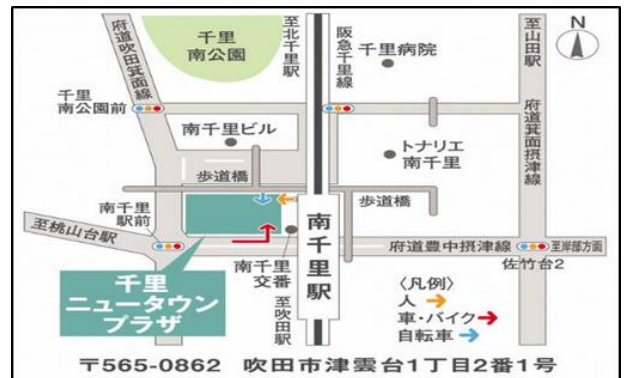 府道吹田箕面線
千里
南公園
至北千里駅
阪急千里線
千里病院
至山田駅
N
千里
南公園前
南千里ビル
トナリエ
南千里
府道箕面摂津線
歩道橋
歩道橋
南千里
駅前
至桃山台駅
南千里駅
府道豊中摂津線
至岸部方面
佐竹台2
千里
ニュータウン
プラザ
南千里
交番
至吹田駅
〈凡例〉
人
車・バイク
自転車
〒565-0862 吹田市津雲台1丁目2番1号